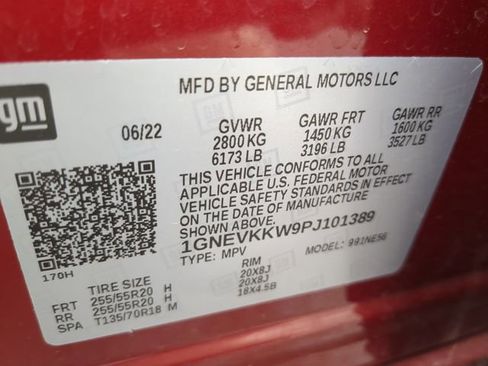 MFD BY GENERAL MOTORS LLC
gm
06/22 GVWR GAWR FRT GAWR RR
2800 KG 1450 KG 1600 KG
6173 LB 3196 LB 3527 LB
THIS VEHICLE CONFORMS TO ALL
APPLICABLE U.S. FEDERAL MOTOR
VEHICLE SAFETY STANDARDS IN EFFECT
ON THE DATE OF MANUFACTURE
SHOWN ABOVE.
1GNEVKKW9PJ101389
TYPE: MPV MODEL: 991NE56
170H
TIRE SIZE RIM
FRT 255/55R20 H 20X8J
RR 255/55R20 H 20X8J
SPA T135/70R18 M 18X4.5B